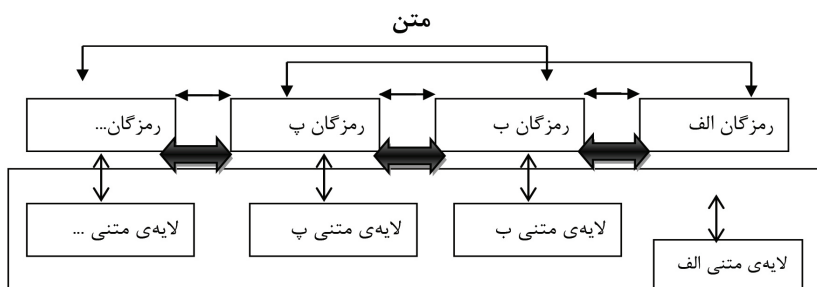 متن
رمزگان الف
رمزگان ب
رمزگان پ
رمزگان...
لایه‌ی متنی الف
لایه‌ی متنی ب
لایه‌ی متنی پ
لایه‌ی متنی ...